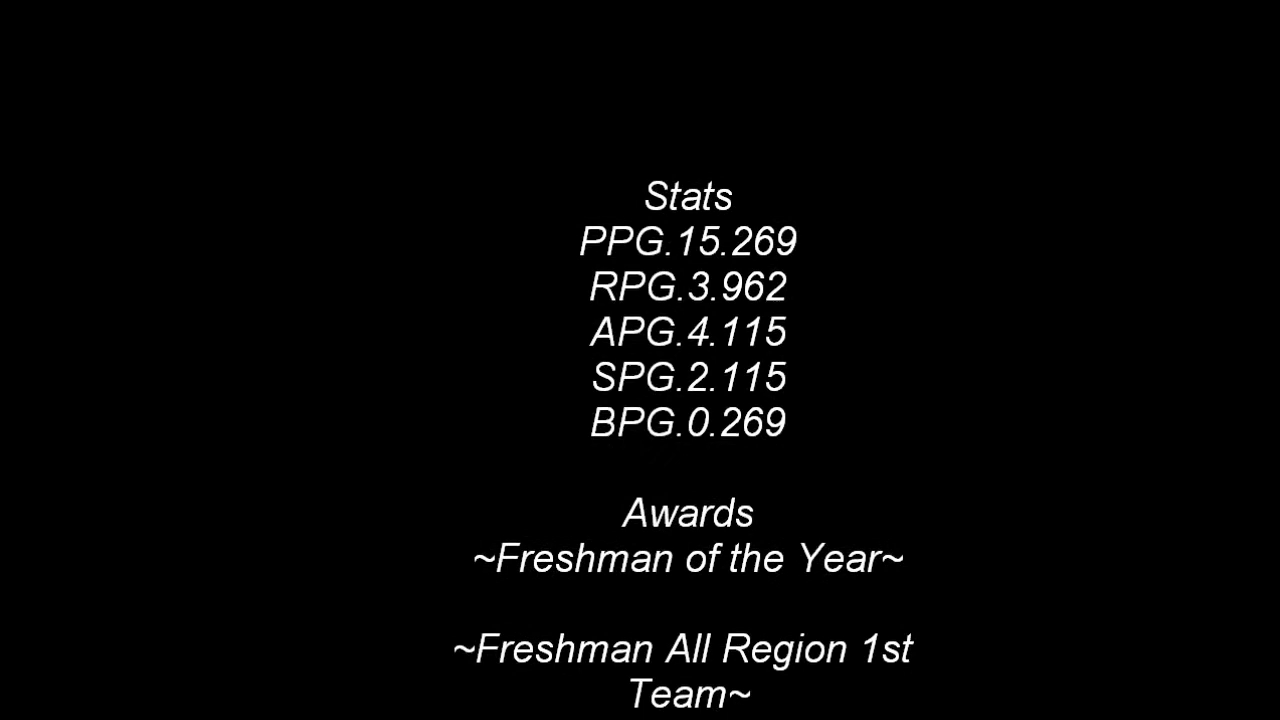 Stats
PPG.15.269
RPG.3.962
APG.4.115
SPG.2.115
BPG.0.269
Awards
~Freshman of the Year~
~Freshman All Region 1st
Team~